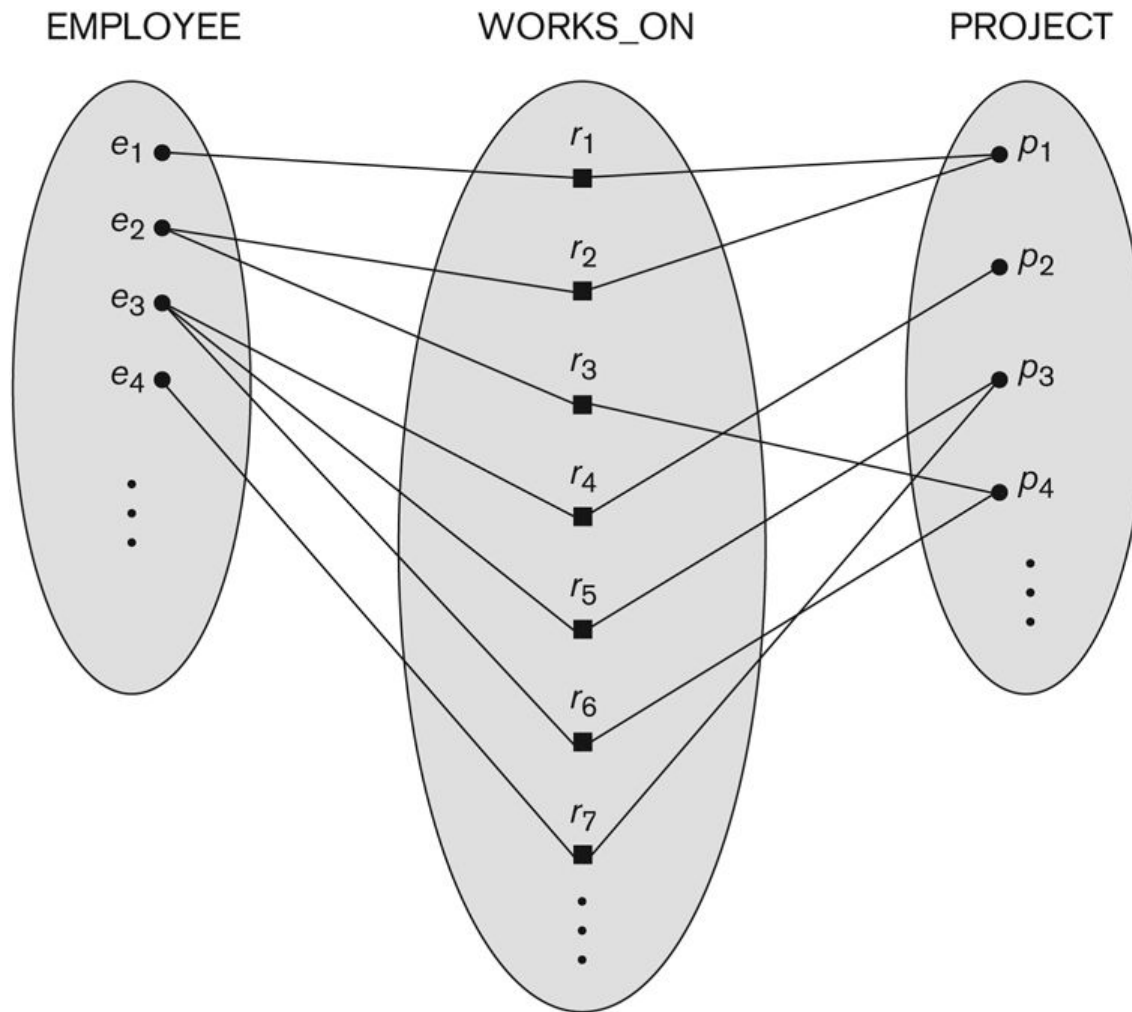 EMPLOYEE WORKS_ON PROJECT
e1 r1 p1
e2 r2 p2
e3 r3 p3
e4 r4 p4
r5
r6
r7